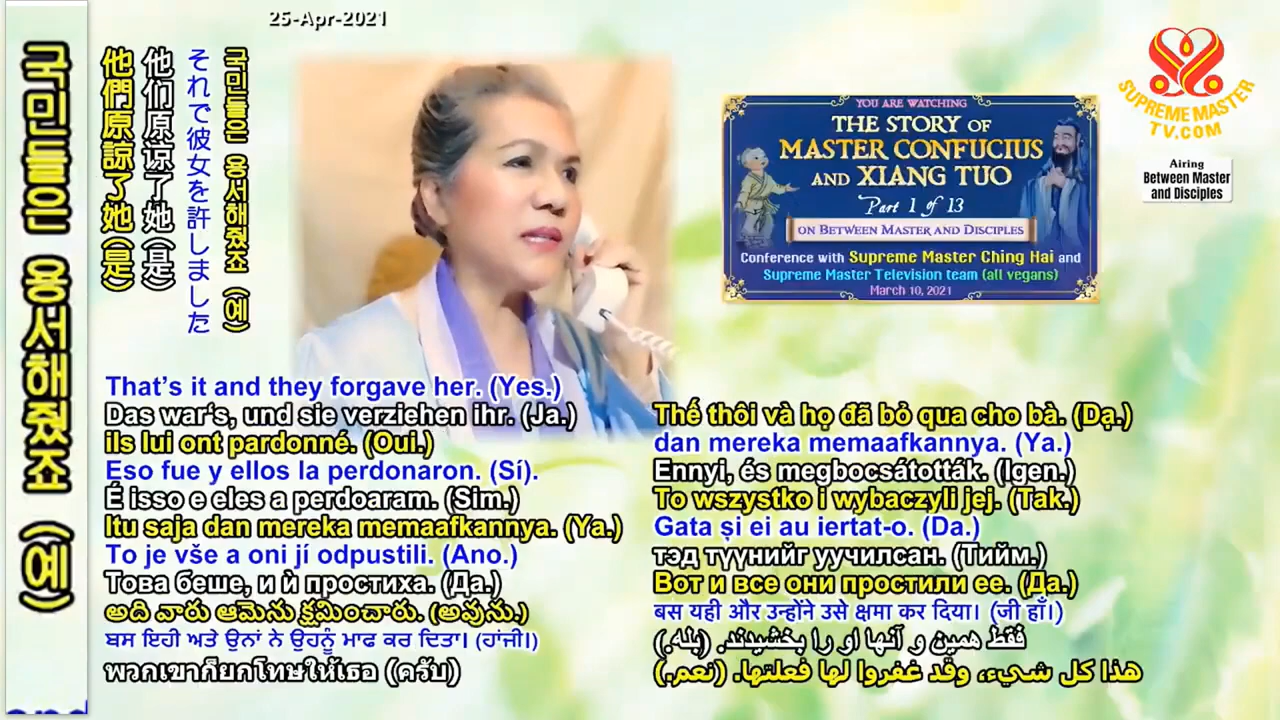 25-Apr-2021
국민들은 용서해줬죠 (예)
他們原諒了她(是)
他们原谅了她(是)
それで彼女を許しました
국민들은 용서해줬죠 (예)
YOU ARE WATCHING
THE STORY OF
MASTER CONFUCIUS
AND XIANG TUO
Part 1 of 13
ON BETWEEN MASTER AND DISCIPLES
Conference with Supreme Master Ching Hai and
Supreme Master Television team (all vegans)
March 10, 2021
SUPREME MASTER
TV.COM
Airing
Between Master
and Disciples
That's it and they forgave her. (Yes.)
Das war‘s, und sie verziehen ihr. (Ja.)
ils lui ont pardonné. (Oui.)
Eso fue y ellos la perdonaron. (Sí).
É isso e eles a perdoaram. (Sim.)
Itu saja dan mereka memaafkannya. (Ya.)
To je vše a oni jí odpustili. (Ano.)
Това беше, и ѝ простиха. (Да.)
అది వారు ఆమెను క్షమించారు. (అవును.)
ਬਸ ਇਹੀ ਅਤੇ ਉਨਾਂ ਨੇ ਉਹਨੂੰ ਮਾਫ ਕਰ ਦਿਤਾ। (ਹਾਂਜੀ।)
พวกเขาก็ยกโทษให้เธอ (ครับ)
Thế thôi và họ đã bỏ qua cho bà. (Dạ.)
dan mereka memaafkannya. (Ya.)
Ennyi, és megbocsátották. (Igen.)
To wszystko i wybaczyli jej. (Tak.)
Gata și ei au iertat-o. (Da.)
тэд түүнийг уучилсан. (Тийм.)
Вот и все они простили ее. (Да.)
बस यही और उन्होंने उसे क्षमा कर दिया। (जी हाँ।)
فقط همین و آنها او را بخشیدند. (بله.)
هذا كل شيء، وقد غفروا لها فعلتها. (نعم.)